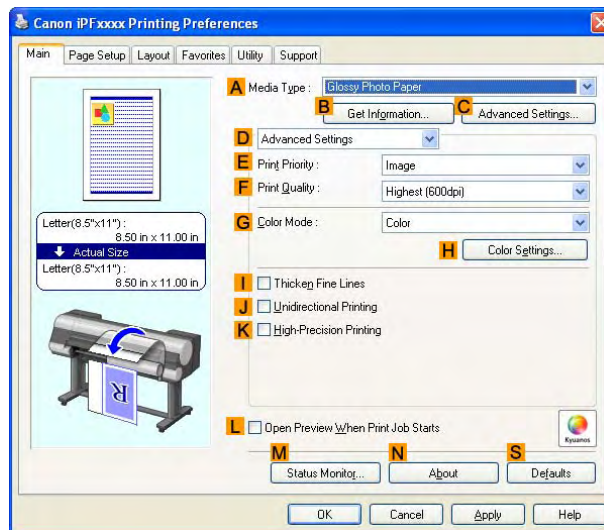 Canon iPFxxxx Printing Preferences
Main Page Setup Layout Favorites Utility Support
A Media Type : Glossy Photo Paper
B Get Information... C Advanced Settings...
D Advanced Settings
E Print Priority : Image
F Print Quality : Highest (600dpi)
G Color Mode : Color
H Color Settings...
Letter(8.5"x11") :
8.50 in x 11.00 in
Actual Size
Letter(8.5"x11") :
8.50 in x 11.00 in
R
I Thicken Fine Lines
J Unidirectional Printing
K High-Precision Printing
L Open Preview When Print Job Starts
Kyuanos
M Status Monitor... N About S Defaults
OK Cancel Apply Help